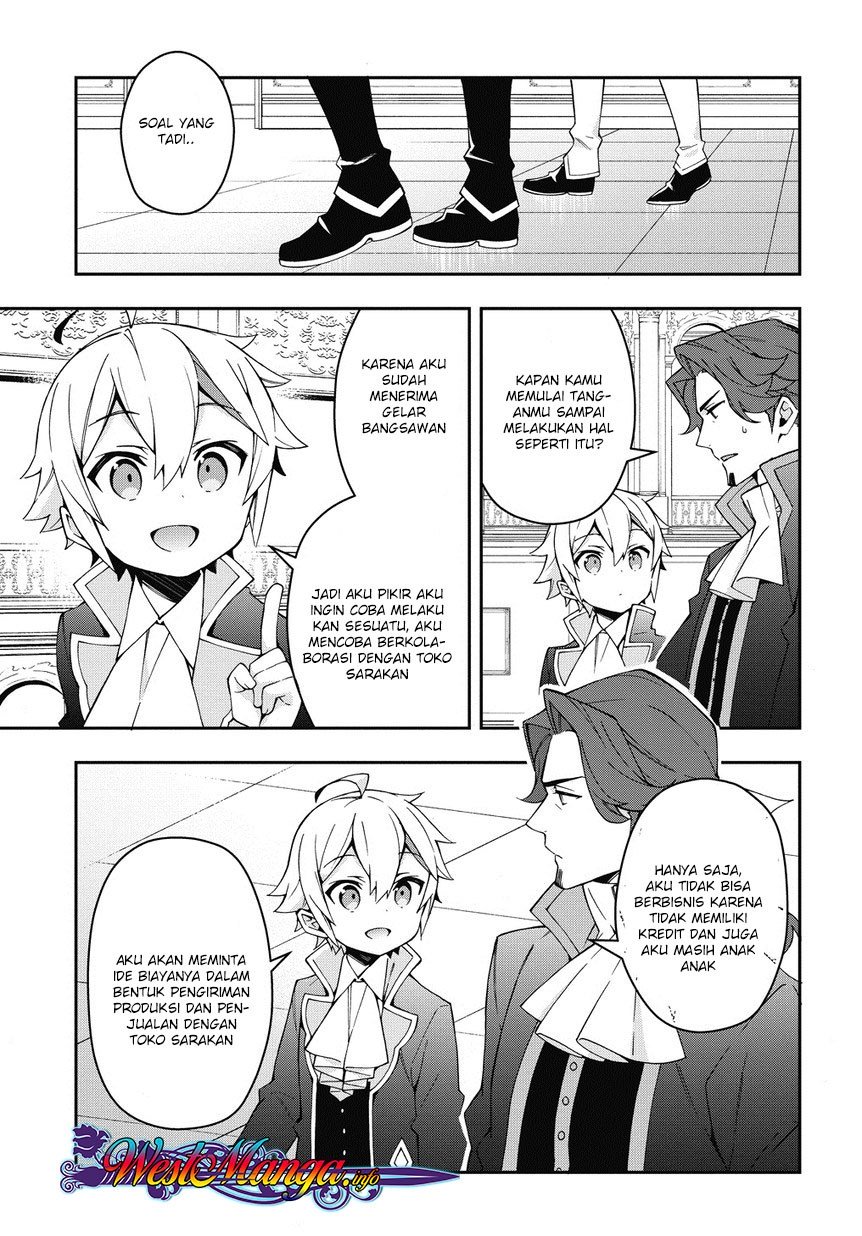 SOAL YANG
TADI..
KAPAN KAMU
MEMULAI TANG-
ANMU SAMPAI
MELAKUKAN HAL
SEPERTI ITU?
KARENA AKU
SUDAH
MENERIMA
GELAR
BANGSAWAN
JADI AKU PIKIR AKU
INGIN COBA MELAKU
KAN SESUATU, AKU
MENCOBA BERKOLA-
BORASI DENGAN TOKO
SARAKAN
HANYA SAJA,
AKU TIDAK BISA
BERBISNIS KARENA
TIDAK MEMILIKI
KREDIT DAN JUGA
AKU MASIH ANAK
ANAK
AKU AKAN MEMINTA
IDE BIAYANYA DALAM
BENTUK PENGIRIMAN
PRODUKSI DAN PEN-
JUALAN DENGAN
TOKO SARAKAN
WestManga.info